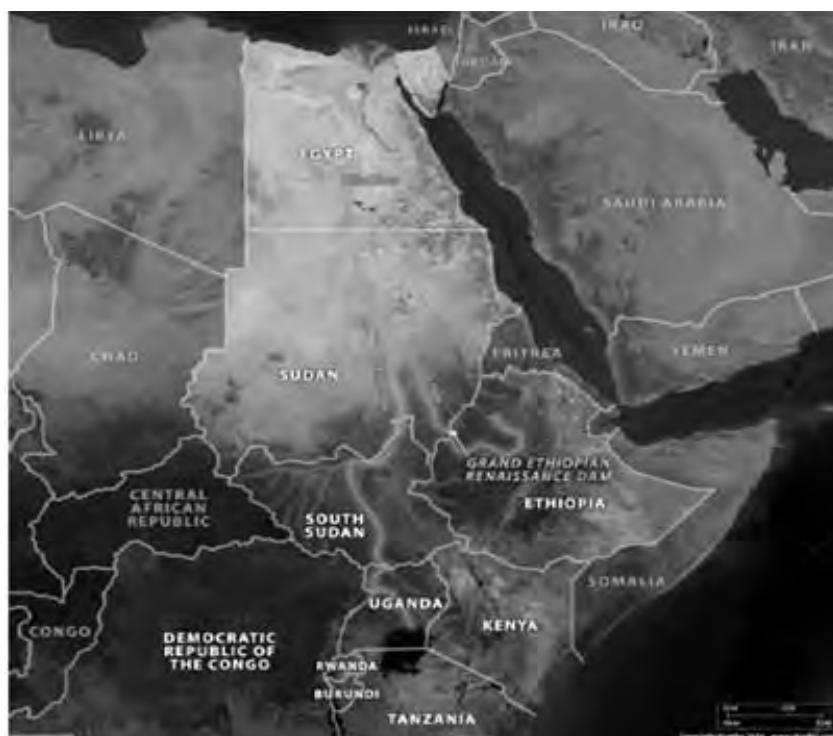 ISRAEL
JORDAN
IRAQ
IRAN
LIBYA
EGYPT
SAUDI ARABIA
CHAD
SUDAN
ERITREA
YEMEN
GRAND ETHIOPIAN
RENAISSANCE DAM
ETHIOPIA
CENTRAL
AFRICAN
REPUBLIC
SOUTH
SUDAN
SOMALIA
UGANDA
KENYA
CONGO
DEMOCRATIC
REPUBLIC OF
THE CONGO
RWANDA
BURUNDI
TANZANIA